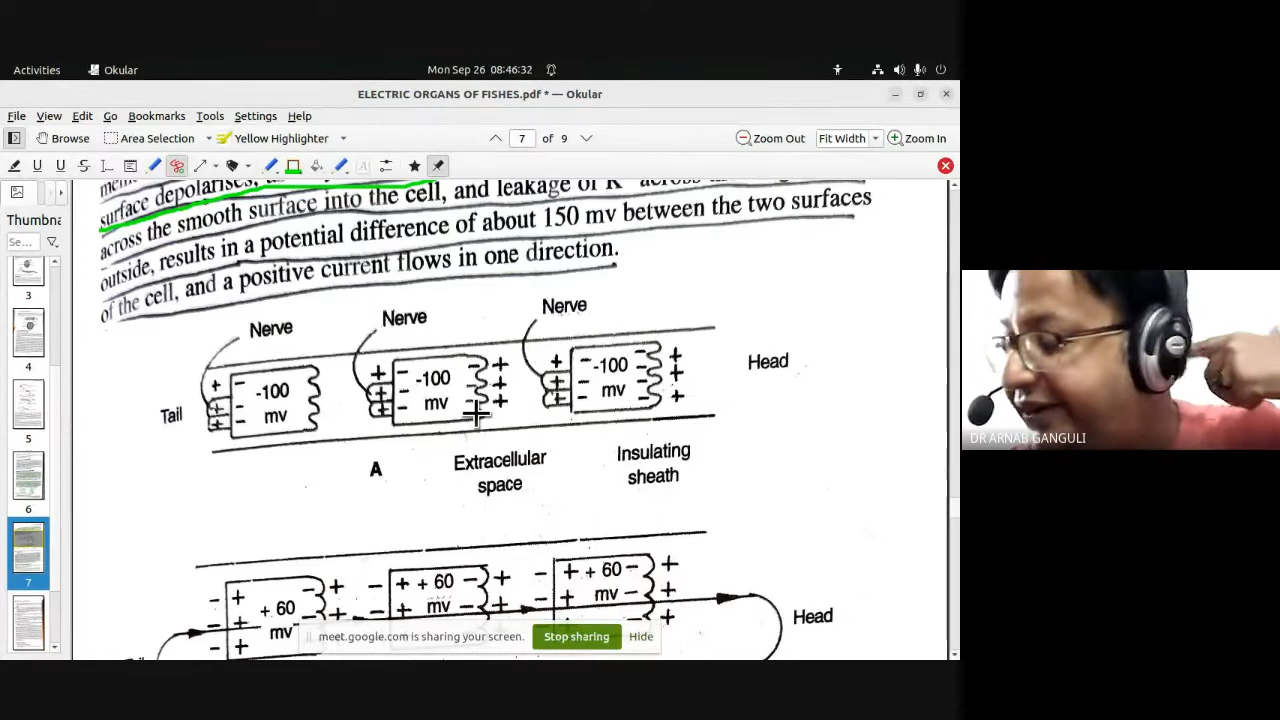 Activities Okular Mon Sep 26 08:46:32
ELECTRIC ORGANS OF FISHES.pdf * — Okular
File View Edit Go Bookmarks Tools Settings Help
Browse Area Selection Yellow Highlighter 7 of 9 Zoom Out Fit Width Zoom In
Thumbna
Se...
3
4
5
6
7
surface depolarises,
across the smooth surface into the cell, and leakage of K+ across
outside, results in a potential difference of about 150 mv between the two surfaces
of the cell, and a positive current flows in one direction.
Nerve Nerve Nerve
Tail -100 mv -100 mv -100 mv Head
A Extracellular space Insulating sheath
+ 60 mv + 60 mv + 60 mv Head
meet.google.com is sharing your screen. Stop sharing Hide
DR ARNAB GANGULI